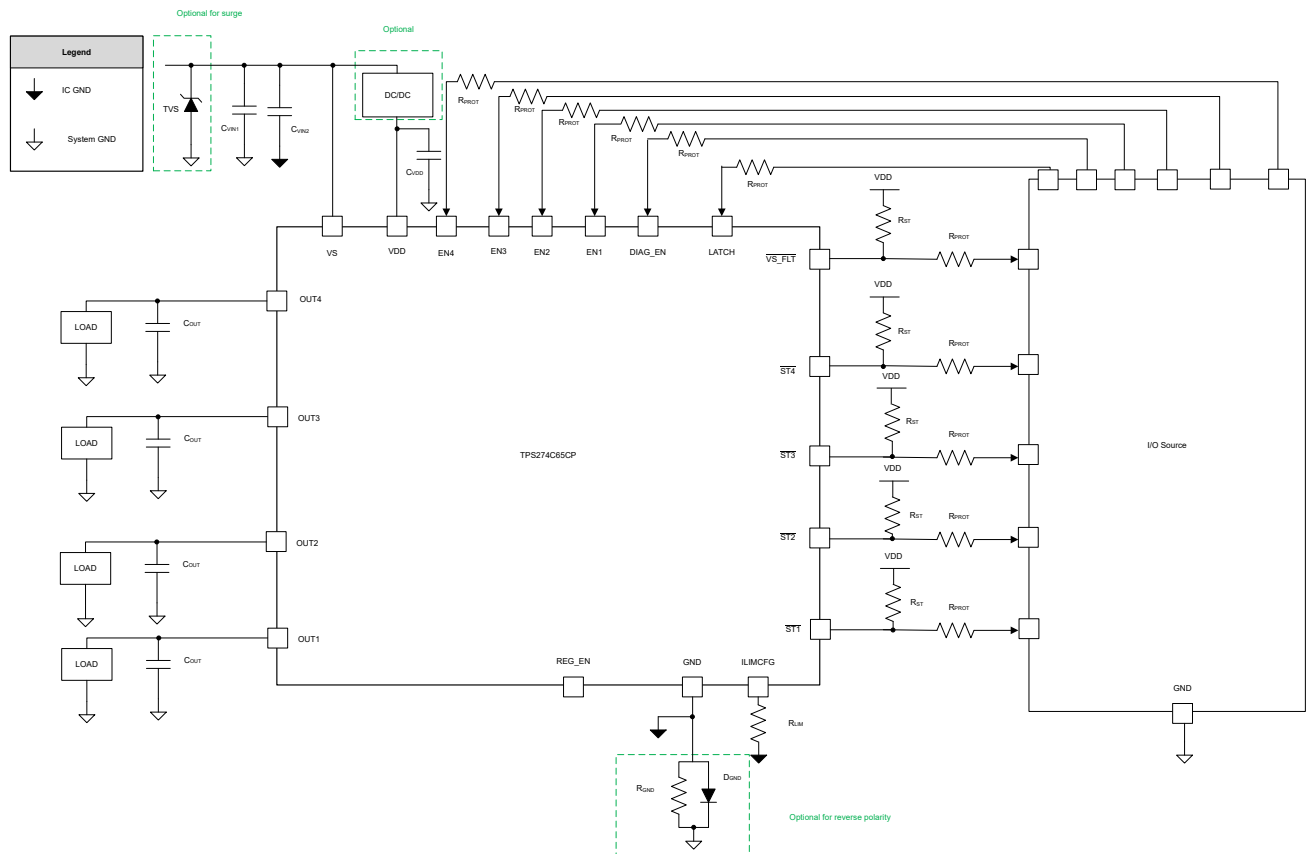 Optional for surge
Optional
Legend
IC GND
System GND
TVS
CVIN1
CVIN2
DC/DC
CVDD
RPROT
RPROT
RPROT
RPROT
RPROT
RPROT
VS
VDD
EN4
EN3
EN2
EN1
DIAG_EN
LATCH
VDD
RST
VS_FLT
RPROT
OUT4
LOAD
COUT
VDD
RST
ST4
RPROT
OUT3
LOAD
COUT
VDD
RST
ST3
RPROT
TPS274C65CP
I/O Source
OUT2
LOAD
COUT
VDD
RST
ST2
RPROT
OUT1
LOAD
COUT
VDD
RST
ST1
RPROT
REG_EN
GND
ILIMCFG
RLIM
GND
RGND
DGND
Optional for reverse polarity